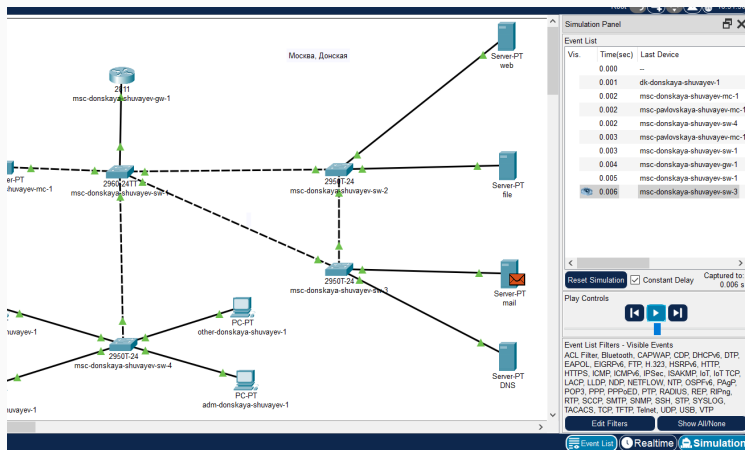 Simulation Panel
Event List
Vis. Time(sec) Last Device
0.000 --
0.001 dk-donskaya-shuvayev-1
0.002 msc-donskaya-shuvayev-mc-1
0.002 msc-pavlovskaya-shuvayev-mc-1
0.002 msc-donskaya-shuvayev-sw-4
0.003 msc-pavlovskaya-shuvayev-mc-1
0.003 msc-donskaya-shuvayev-sw-1
0.004 msc-donskaya-shuvayev-gw-1
0.005 msc-donskaya-shuvayev-sw-1
0.006 msc-donskaya-shuvayev-sw-3
Reset Simulation
Constant Delay
Captured to:
0.006 s
Play Controls
Event List Filters - Visible Events
ACL Filter, Bluetooth, CAPWAP, CDP, DHCPv6, DTP,
EAPOL, EIGRPv6, FTP, H.323, HSRPv6, HTTP,
HTTPS, ICMP, ICMPv6, IPSec, ISAKMP, IoT, IoT TCP,
LACP, LLDP, NDP, NETFLOW, NTP, OSPFv6, PAgP,
POP3, PPP, PPPoED, PTP, RADIUS, REP, RIPng,
RTP, SCCP, SMTP, SNMP, SSH, STP, SYSLOG,
TACACS, TCP, TFTP, Telnet, UDP, USB, VTP
Edit Filters
Show All/None
Event List
Realtime
Simulation
Москва, Донская
Server-PT
web
2811
msc-donskaya-shuvayev-gw-1
er-PT
huvayev-mc-1
2960-24TT
msc-donskaya-shuvayev-sw-1
2950T-24
msc-donskaya-shuvayev-sw-2
Server-PT
file
2950T-24
msc-donskaya-shuvayev-sw-3
Server-PT
mail
uvayev-1
PC-PT
other-donskaya-shuvayev-1
2950T-24
msc-donskaya-shuvayev-sw-4
Server-PT
DNS
uvayev-1
PC-PT
adm-donskaya-shuvayev-1